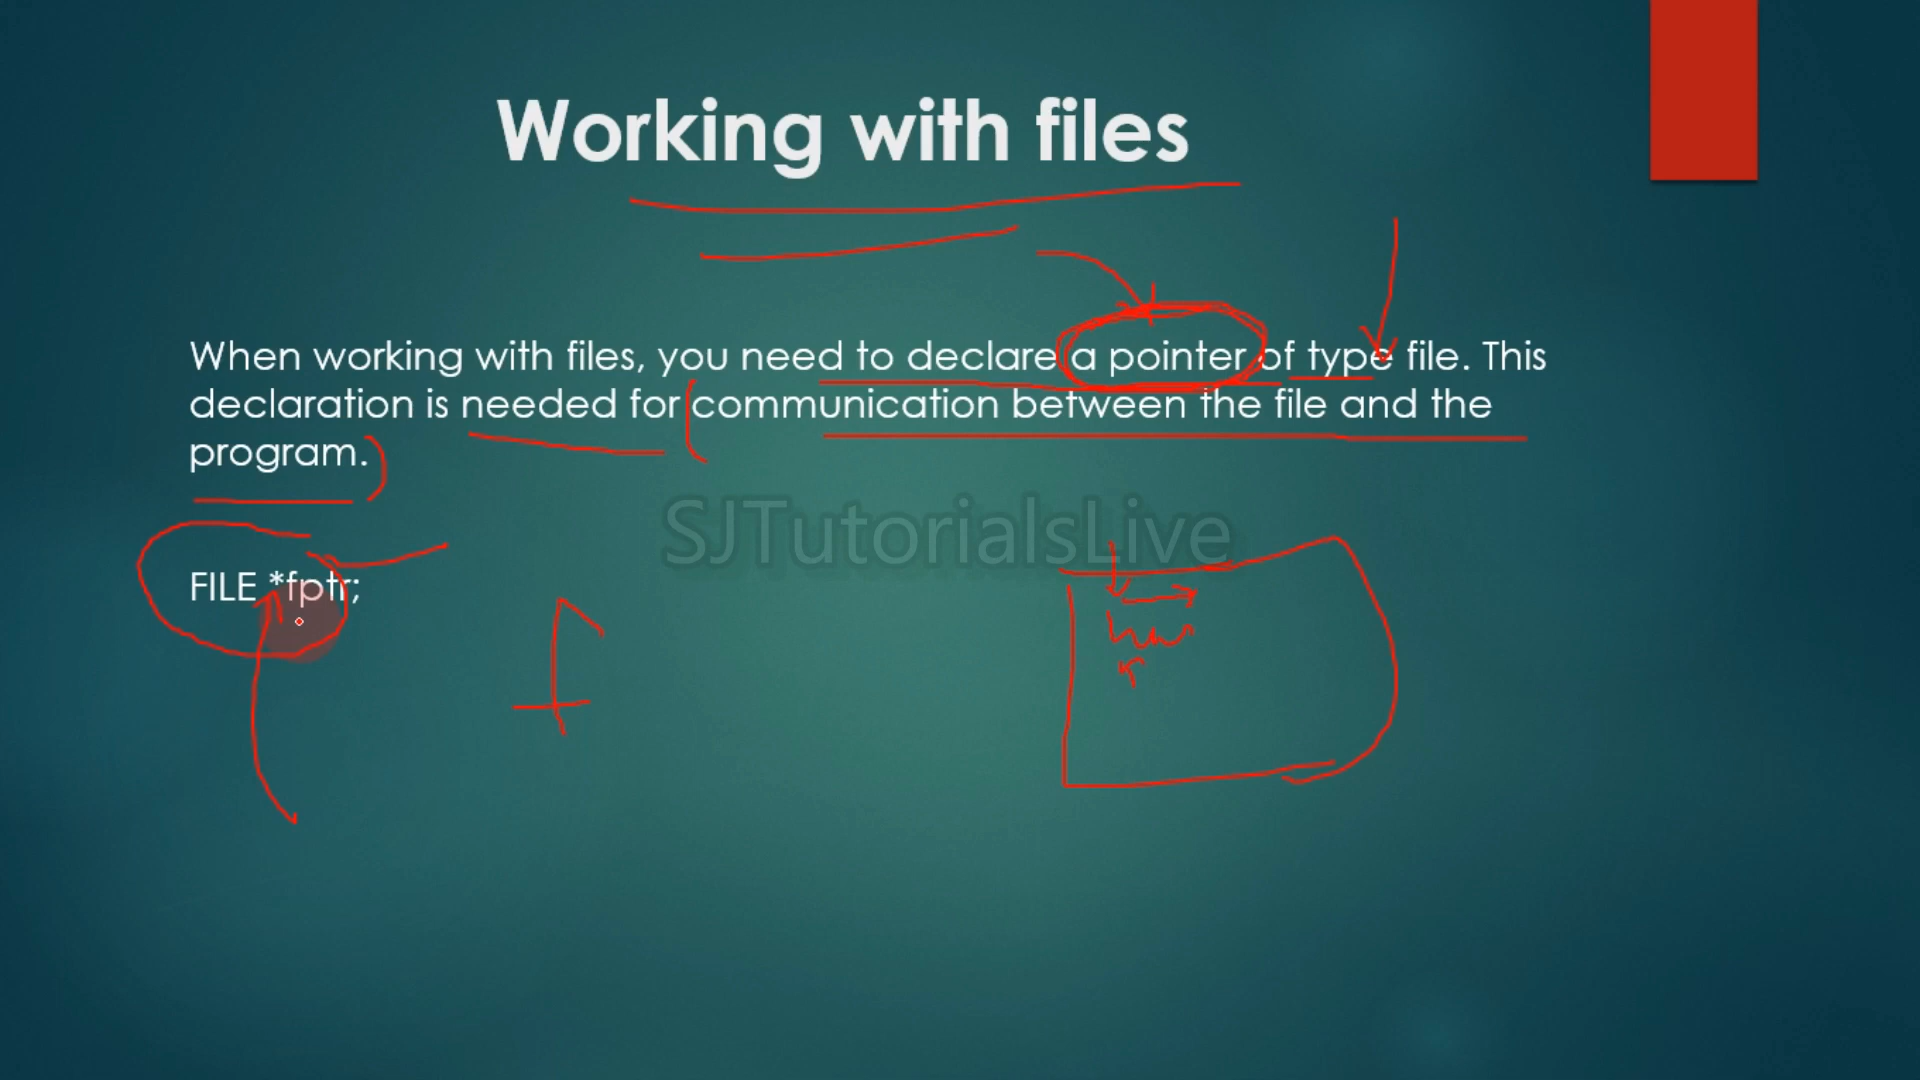 Working with files
When working with files, you need to declare a pointer of type file. This
declaration is needed for communication between the file and the
program.
SJTutorialsLive
FILE *fptr;